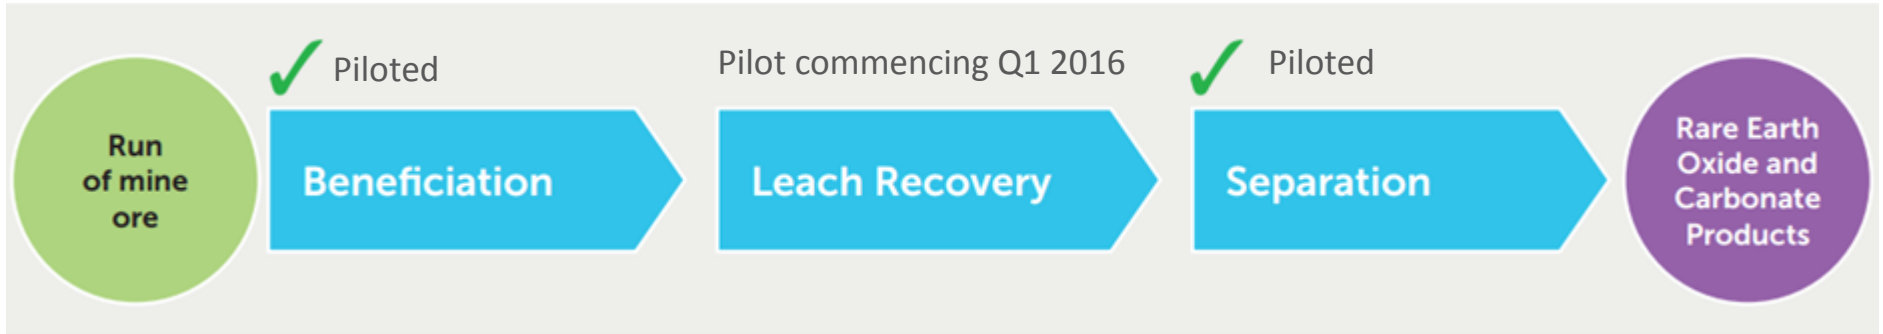 Piloted
Pilot commencing Q1 2016
Piloted
Run
of mine
ore
Beneficiation
Leach Recovery
Separation
Rare Earth
Oxide and
Carbonate
Products